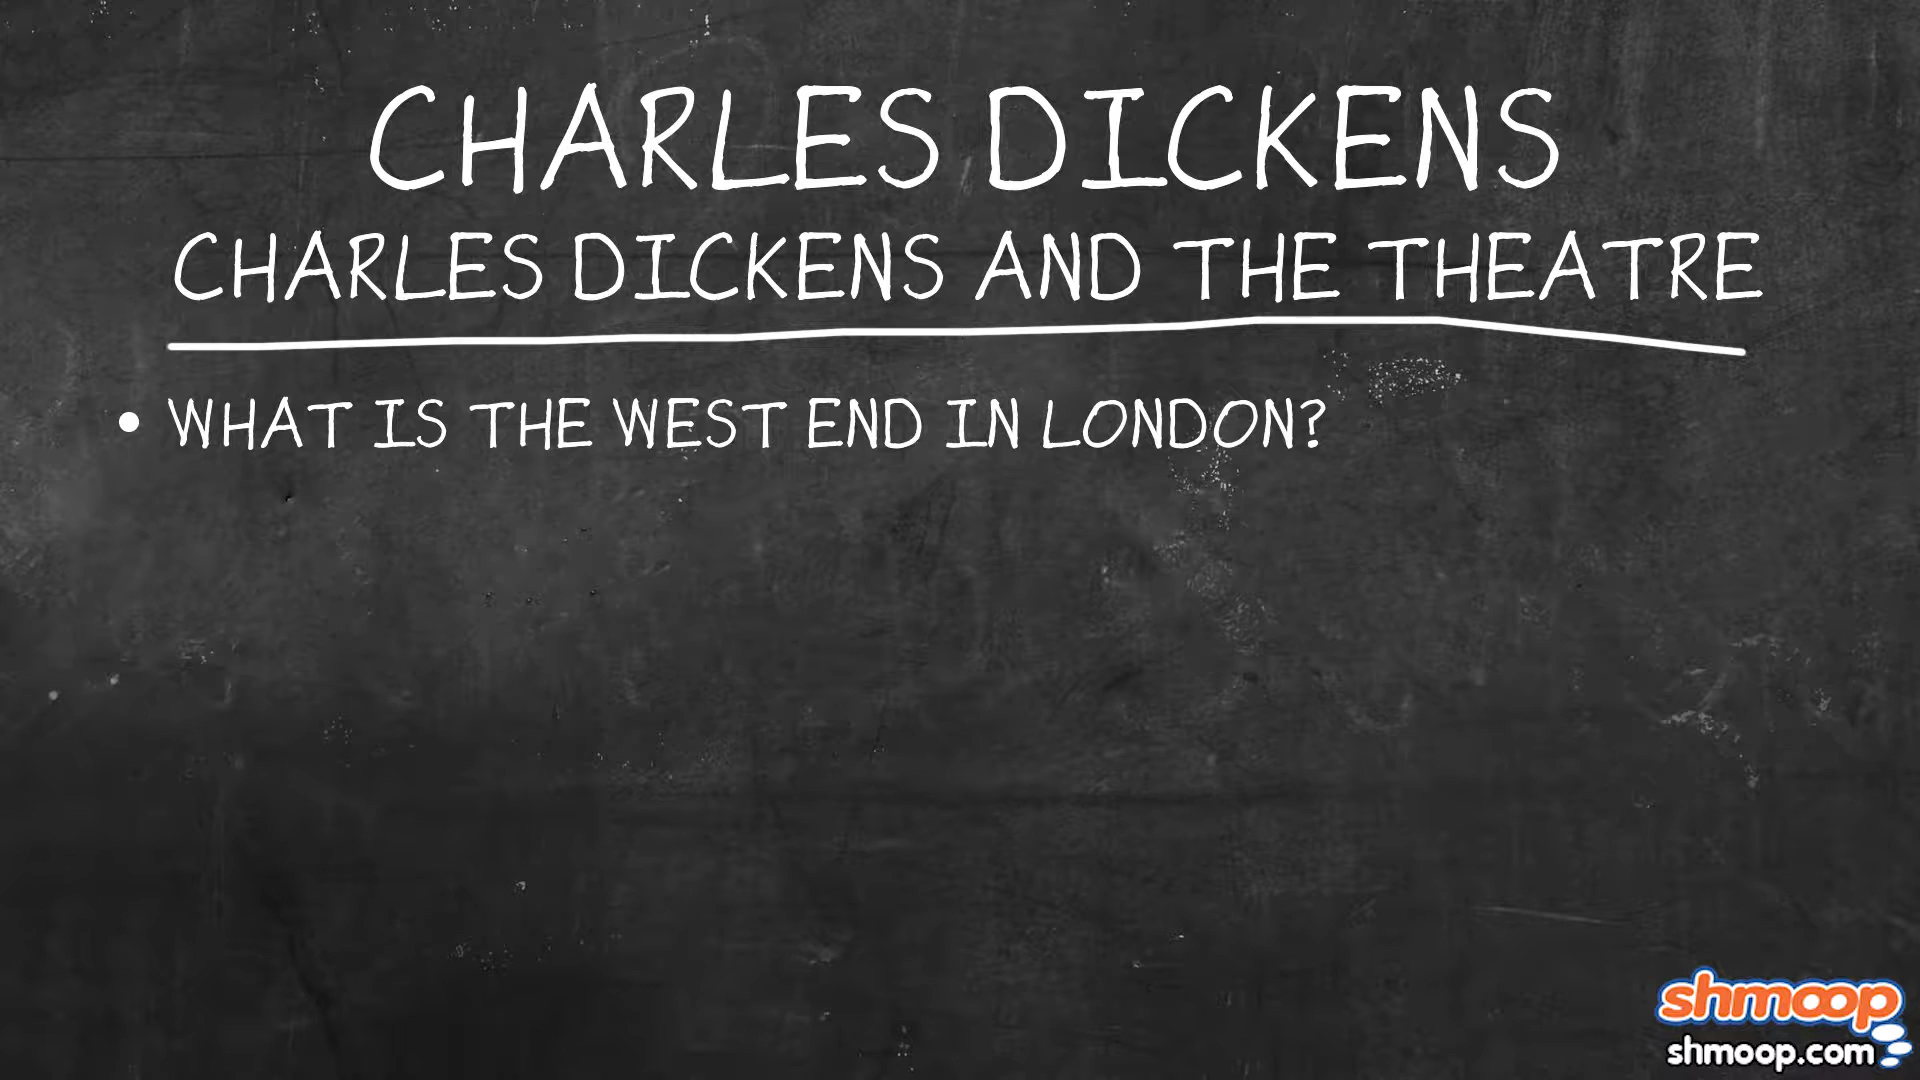 CHARLES DICKENS
CHARLES DICKENS AND THE THEATRE
• WHAT IS THE WEST END IN LONDON?
shmoop
shmoop.com